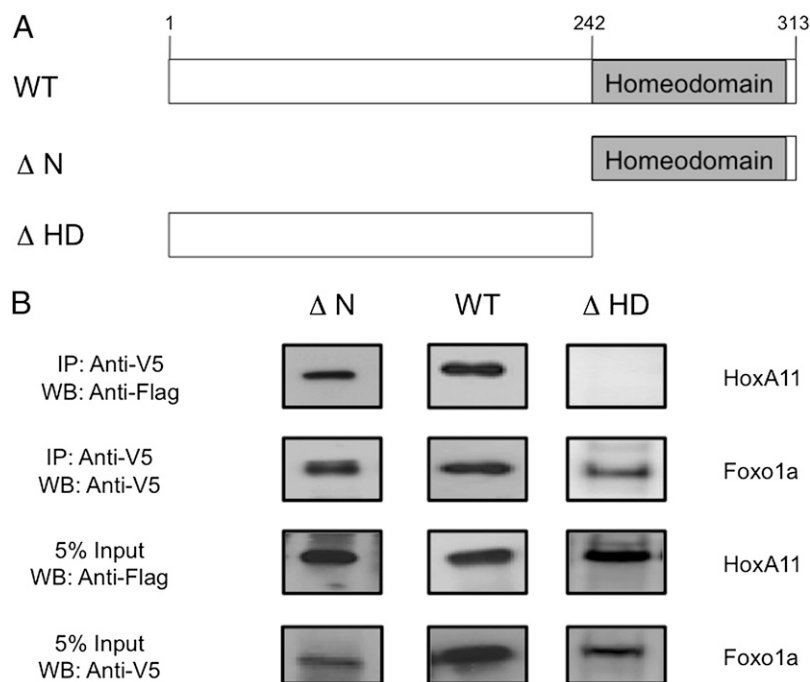 A
1 242 313
WT Homeodomain
Δ N Homeodomain
Δ HD
B
Δ N WT Δ HD
IP: Anti-V5
WB: Anti-Flag
HoxA11
IP: Anti-V5
WB: Anti-V5
Foxo1a
5% Input
WB: Anti-Flag
HoxA11
5% Input
WB: Anti-V5
Foxo1a